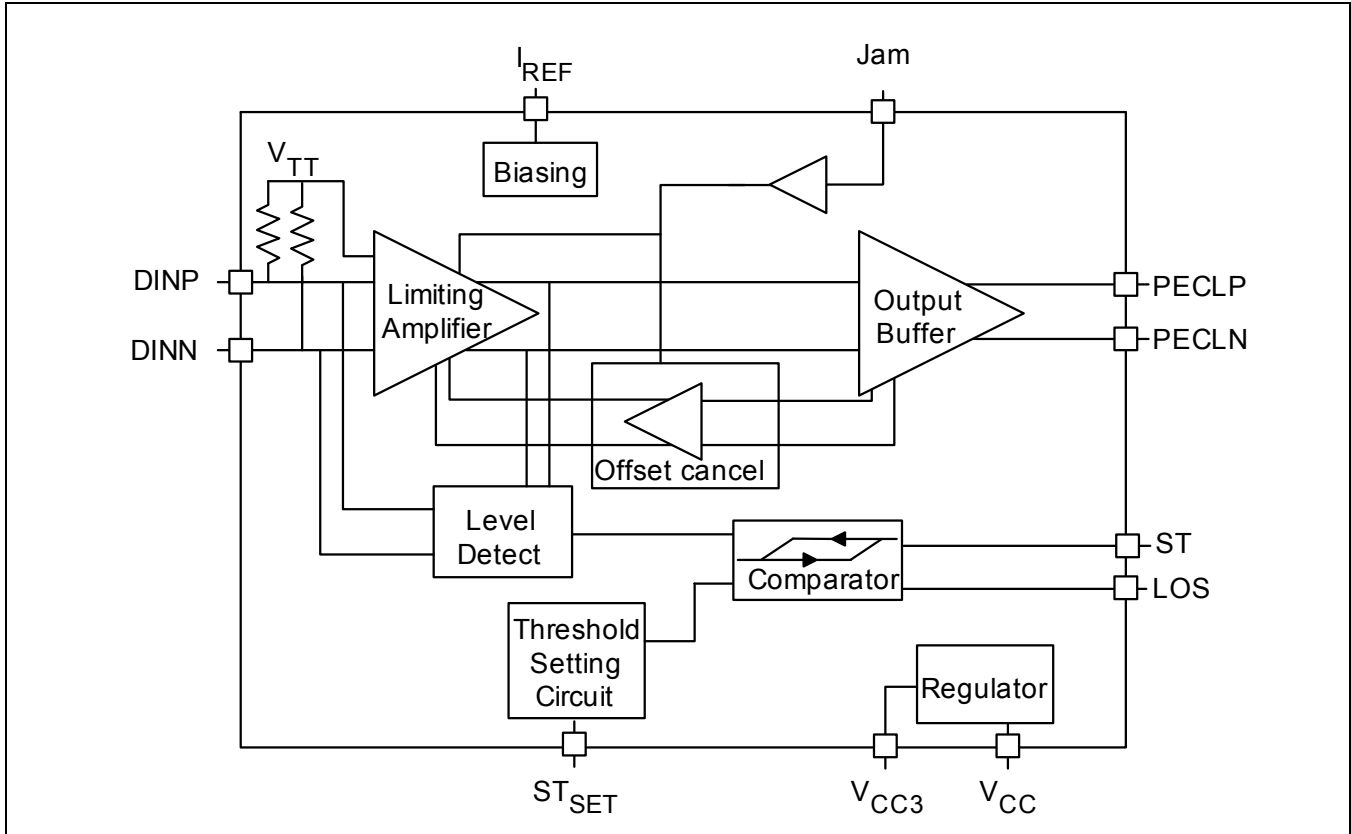 I_REF
Jam
V_TT
Biasing
DINP
DINN
Limiting
Amplifier
Output
Buffer
PECLP
PECLN
Offset cancel
Level
Detect
Comparator
ST
LOS
Threshold
Setting
Circuit
Regulator
ST_SET
V_CC3
V_CC